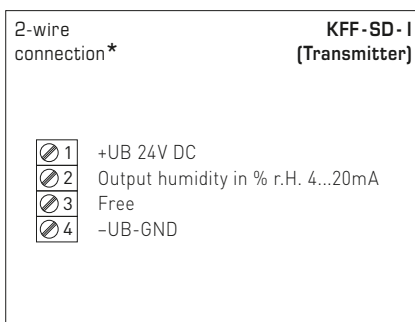 2-wire
connection*
KFF-SD-I
(Transmitter)
1 +UB 24V DC
2 Output humidity in % r.H. 4...20mA
3 Free
4 –UB-GND